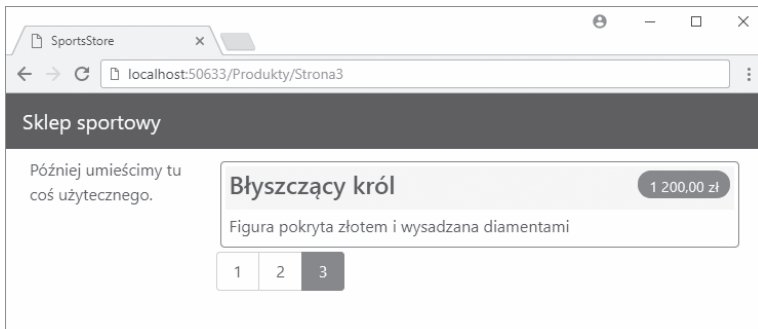 SportsStore
localhost:50633/Produkty/Strona3
Sklep sportowy
Później umieścimy tu
coś użytecznego.
Błyszczący król
1 200,00 zł
Figura pokryta złotem i wysadzana diamentami
1 2 3